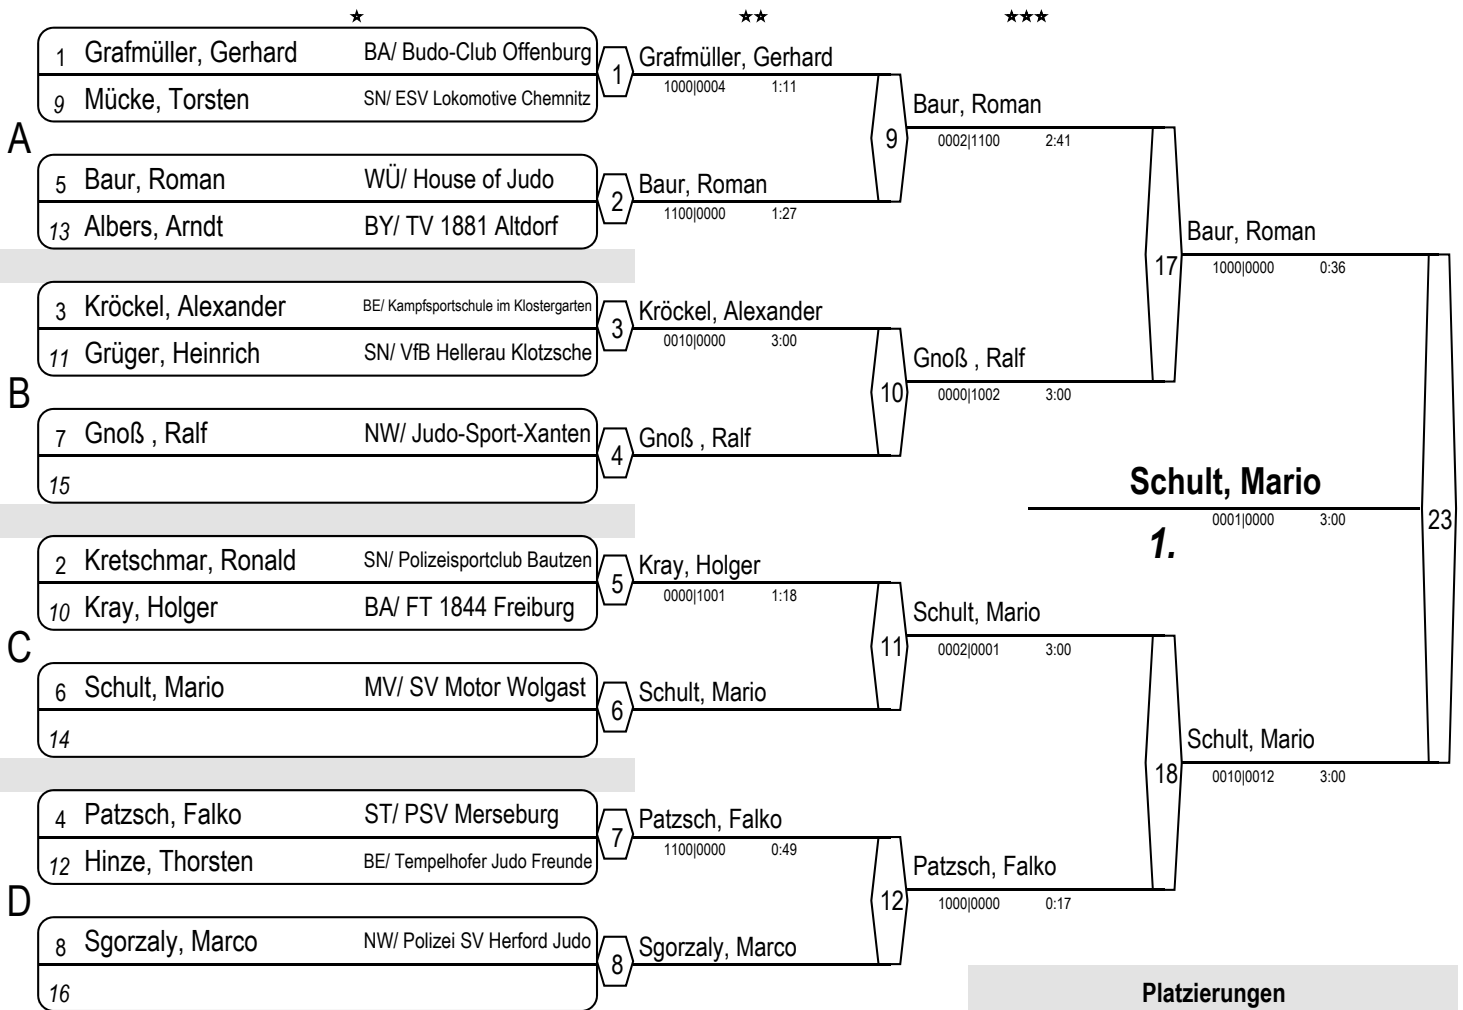 1 Grafmüller, Gerhard BA/ Budo-Club Offenburg
9 Mücke, Torsten SN/ ESV Lokomotive Chemnitz
1
Grafmüller, Gerhard
1000|0004 1:11
A
5 Baur, Roman WÜ/ House of Judo
13 Albers, Arndt BY/ TV 1881 Altdorf
2
Baur, Roman
1100|0000 1:27
9
Baur, Roman
0002|1100 2:41
3 Kröckel, Alexander BE/ Kampfsportschule im Klostergarten
11 Grüger, Heinrich SN/ VfB Hellerau Klotzsche
3
Kröckel, Alexander
0010|0000 3:00
B
7 Gnoß , Ralf NW/ Judo-Sport-Xanten
15
4
Gnoß , Ralf
10
Gnoß , Ralf
0000|1002 3:00
17
Baur, Roman
1000|0000 0:36
2 Kretschmar, Ronald SN/ Polizeisportclub Bautzen
10 Kray, Holger BA/ FT 1844 Freiburg
5
Kray, Holger
0000|1001 1:18
C
6 Schult, Mario MV/ SV Motor Wolgast
14
6
Schult, Mario
11
Schult, Mario
0002|0001 3:00
4 Patzsch, Falko ST/ PSV Merseburg
12 Hinze, Thorsten BE/ Tempelhofer Judo Freunde
7
Patzsch, Falko
1100|0000 0:49
D
8 Sgorzaly, Marco NW/ Polizei SV Herford Judo
16
8
Sgorzaly, Marco
12
Patzsch, Falko
1000|0000 0:17
18
Schult, Mario
0010|0012 3:00
23
Schult, Mario
0001|0000 3:00
1.
Platzierungen